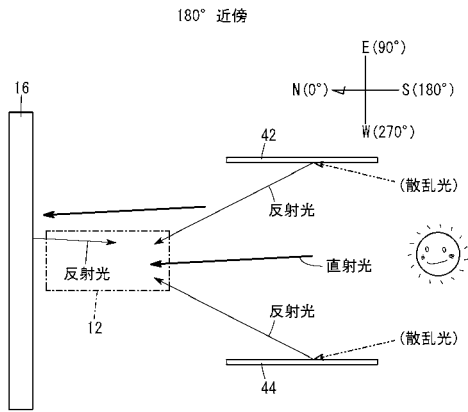 180° 近傍
E(90°)
16
N(0°)
S(180°)
W(270°)
42
(散乱光)
反射光
反射光
直射光
12
反射光
(散乱光)
44